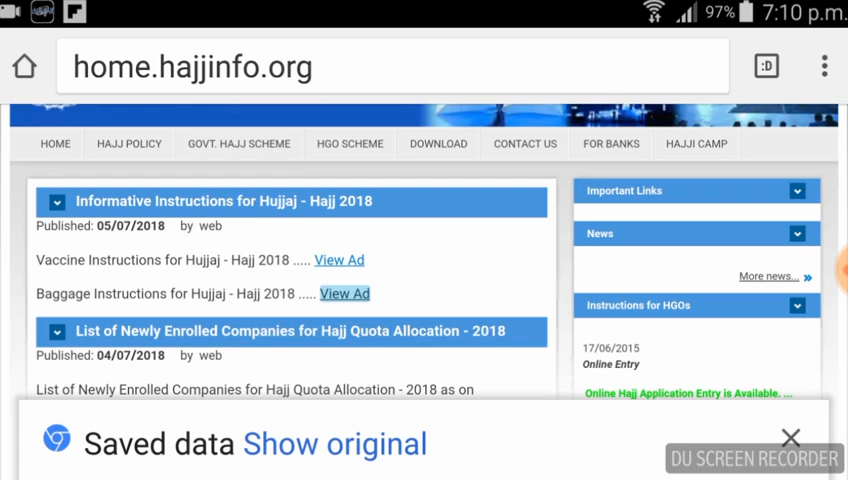 97% 7:10 p.m.
home.hajjinfo.org
:D
HOME HAJJ POLICY GOVT. HAJJ SCHEME HGO SCHEME DOWNLOAD CONTACT US FOR BANKS HAJJI CAMP
Informative Instructions for Hujjaj - Hajj 2018
Published: 05/07/2018 by web
Vaccine Instructions for Hujjaj - Hajj 2018 ..... View Ad
Baggage Instructions for Hujjaj - Hajj 2018 ..... View Ad
List of Newly Enrolled Companies for Hajj Quota Allocation - 2018
Published: 04/07/2018 by web
List of Newly Enrolled Companies for Hajj Quota Allocation - 2018 as on
Important Links
News
More news... »
Instructions for HGOs
17/06/2015
Online Entry
Online Hajj Application Entry is Available. ...
Saved data Show original
DU SCREEN RECORDER